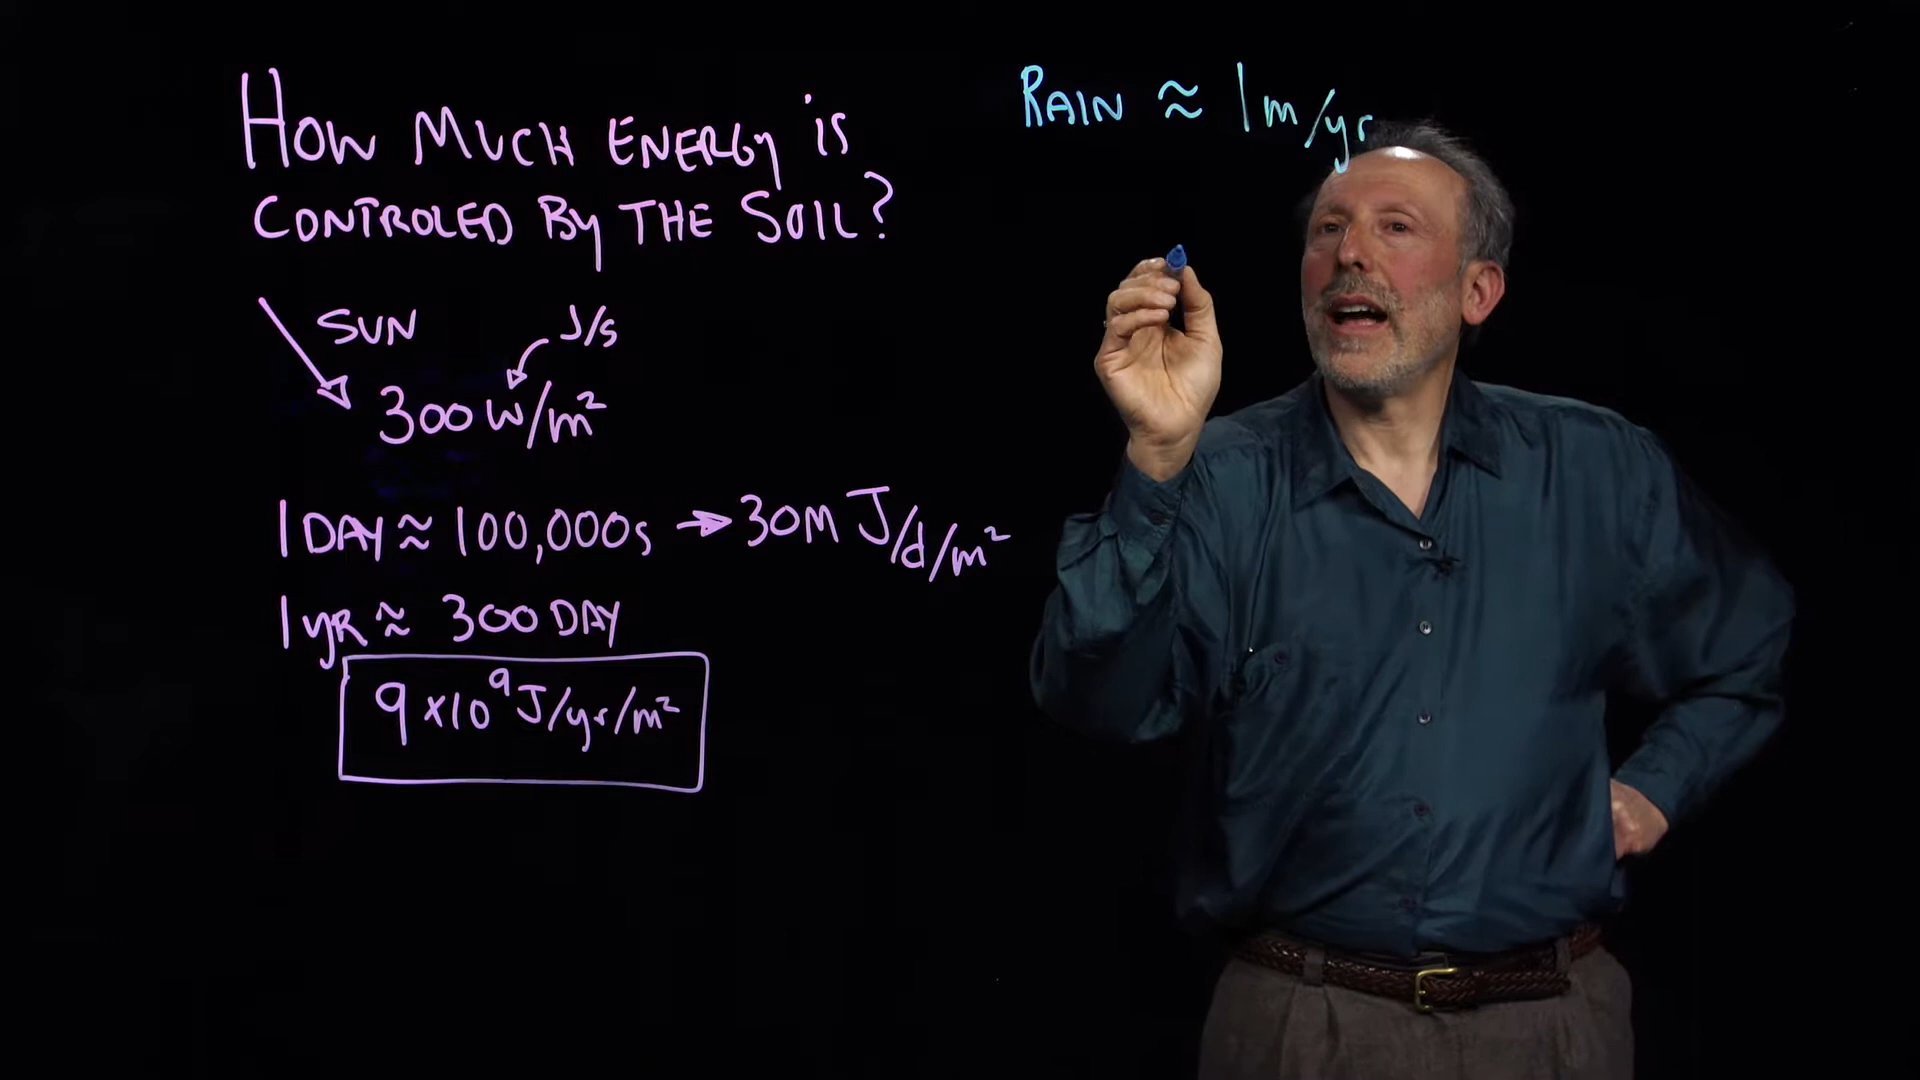 HOW MUCH ENERGY is
CONTROLED By THE SOIL?
SUN
J/s
300 W/m²
1 DAY ≈ 100,000s → 30M J/d/m²
1 yR ≈ 300 DAY
9 x 10⁹ J/yr/m²
RAIN ≈ 1 m/yr